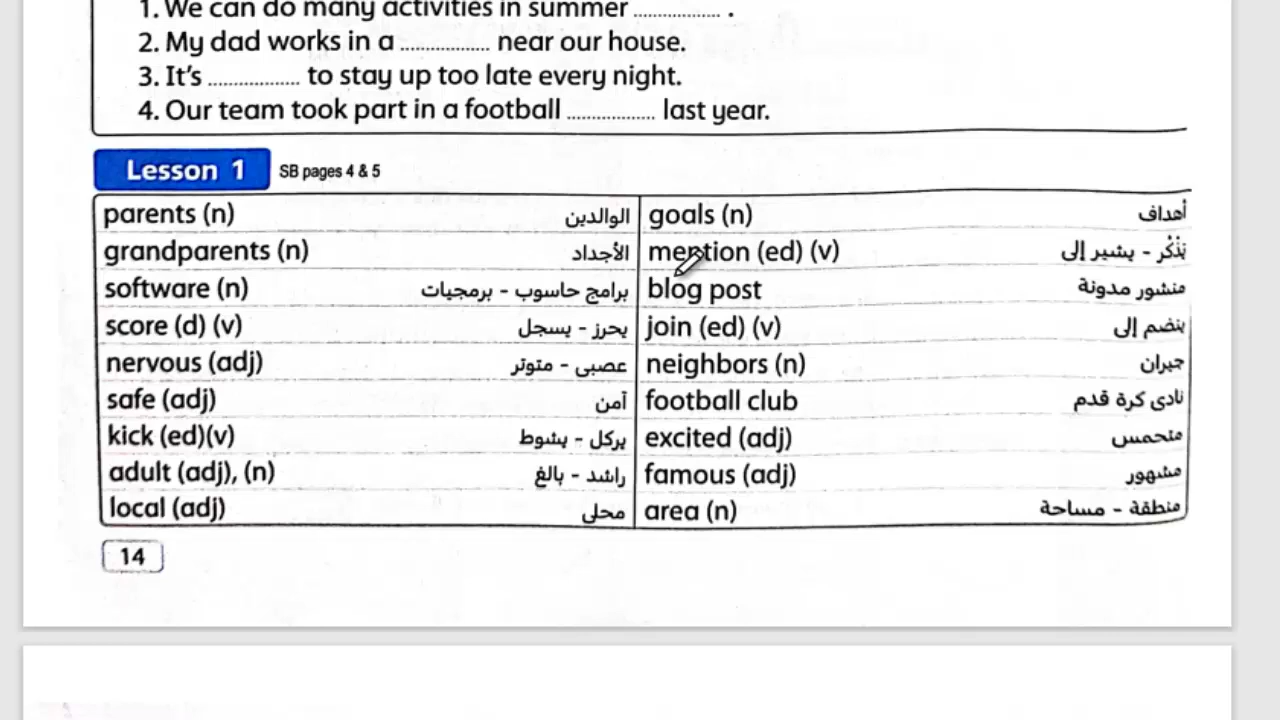 1. We can do many activities in summer ................ .
2. My dad works in a ................ near our house.
3. It's ................ to stay up too late every night.
4. Our team took part in a football ................ last year.
Lesson 1 SB pages 4 & 5
parents (n) الوالدين goals (n) أهداف
grandparents (n) الأجداد mention (ed) (v) يَذْكُر - يشير إلى
software (n) برامج حاسوب - برمجيات blog post منشور مدونة
score (d) (v) يحرز - يسجل join (ed) (v) ينضم إلى
nervous (adj) عصبى - متوتر neighbors (n) جيران
safe (adj) آمن football club نادى كرة قدم
kick (ed)(v) يركل - يشوط excited (adj) متحمس
adult (adj), (n) راشد - بالغ famous (adj) مشهور
local (adj) محلى area (n) منطقة - مساحة
14